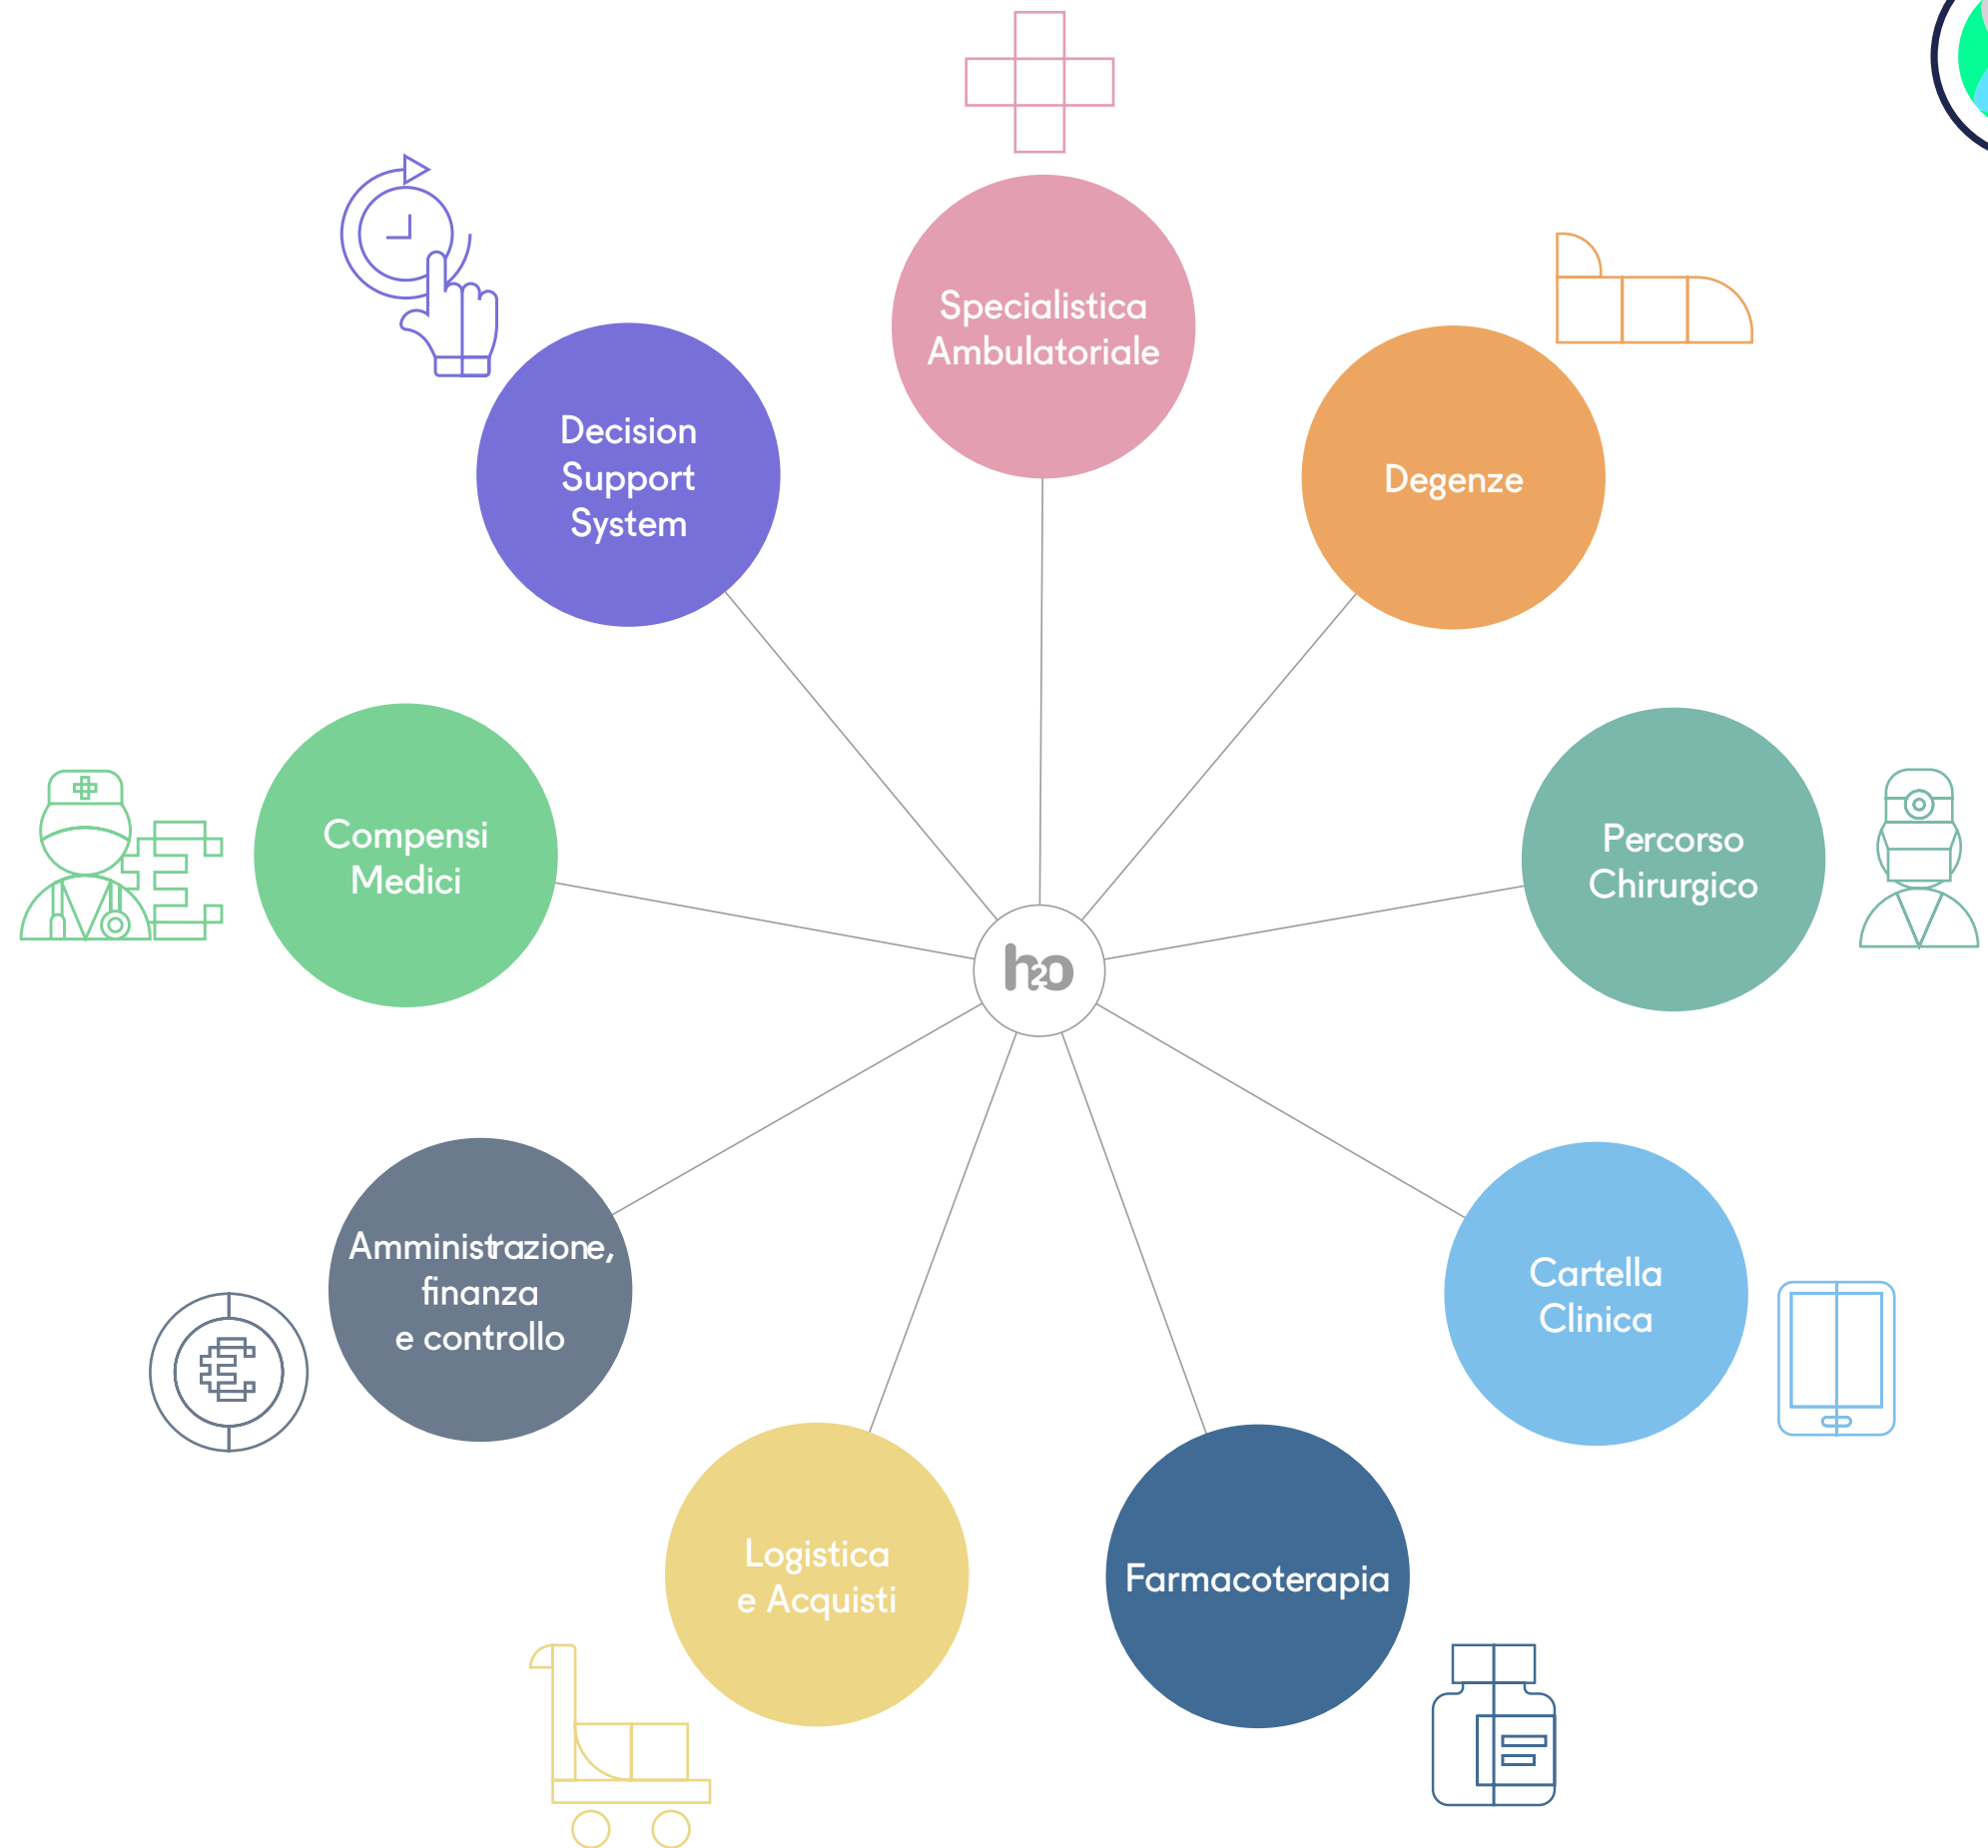 Specialistica
Ambulatoriale
Decision
Support
System
Degenze
Compensi
Medici
Percorso
Chirurgico
h2o
Amministrazione,
finanza
e controllo
Cartella
Clinica
Logistica
e Acquisti
Farmacoterapia